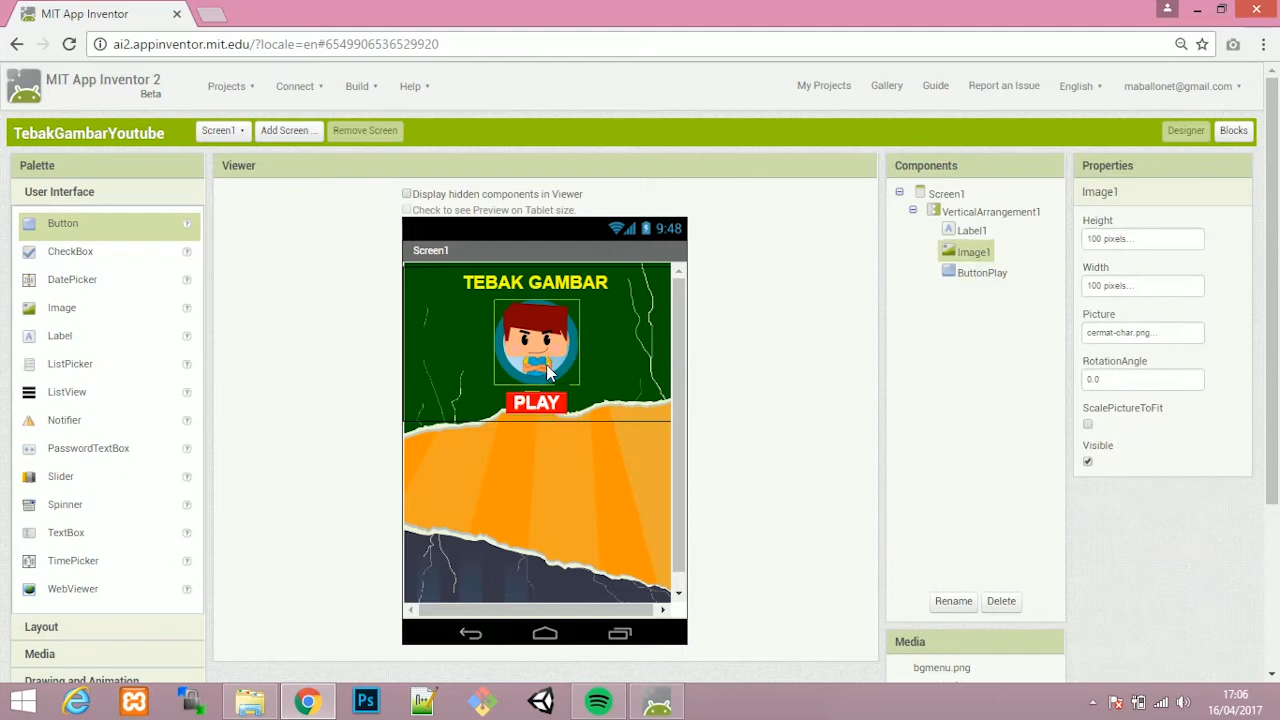 MIT App Inventor
ai2.appinventor.mit.edu/?locale=en#6549906536529920
MIT App Inventor 2
Beta
Projects
Connect
Build
Help
My Projects
Gallery
Guide
Report an Issue
English
maballonet@gmail.com
TebakGambarYoutube
Screen1
Add Screen ...
Remove Screen
Designer
Blocks
Palette
User Interface
Button
CheckBox
DatePicker
Image
Label
ListPicker
ListView
Notifier
PasswordTextBox
Slider
Spinner
TextBox
TimePicker
WebViewer
Layout
Media
Drawing and Animation
Viewer
Display hidden components in Viewer
Check to see Preview on Tablet size.
9:48
Screen1
TEBAK GAMBAR
PLAY
Components
Screen1
VerticalArrangement1
Label1
Image1
ButtonPlay
Rename
Delete
Media
bgmenu.png
Properties
Image1
Height
100 pixels...
Width
100 pixels...
Picture
cermat-char.png...
RotationAngle
0.0
ScalePictureToFit
Visible
17:06
16/04/2017